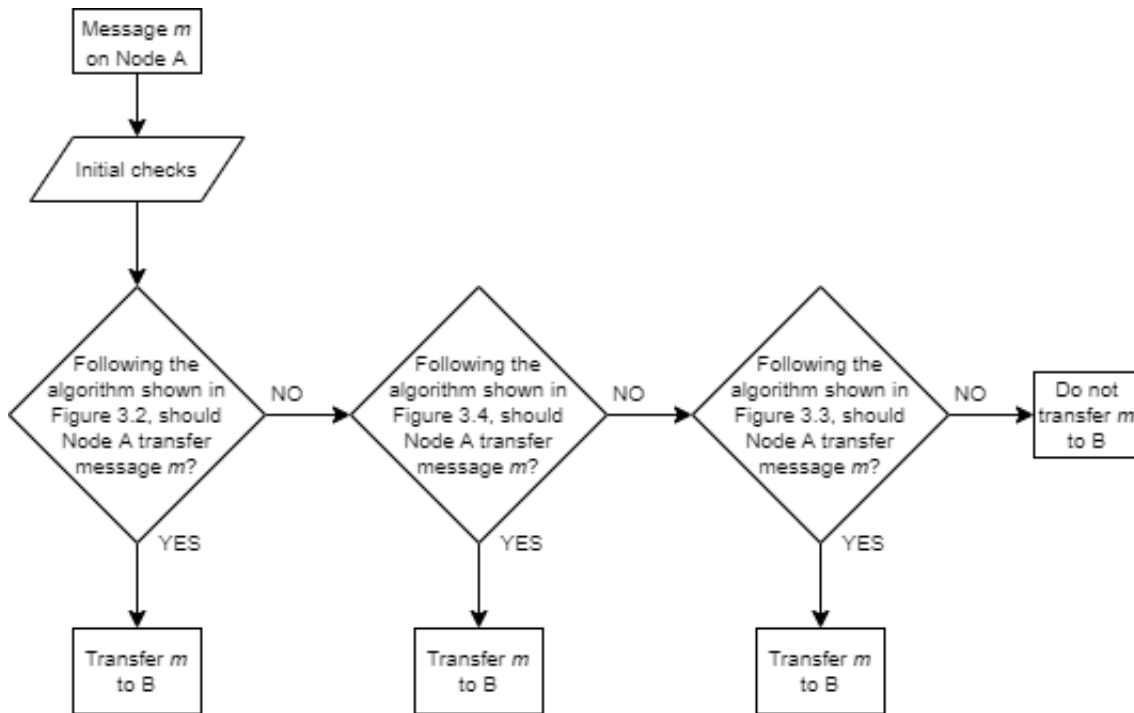 Message m
on Node A
Initial checks
Following the
algorithm shown in
Figure 3.2, should
Node A transfer
message m?
NO
Following the
algorithm shown in
Figure 3.4, should
Node A transfer
message m?
NO
Following the
algorithm shown in
Figure 3.3, should
Node A transfer
message m?
NO
Do not
transfer m
to B
YES
YES
YES
Transfer m
to B
Transfer m
to B
Transfer m
to B